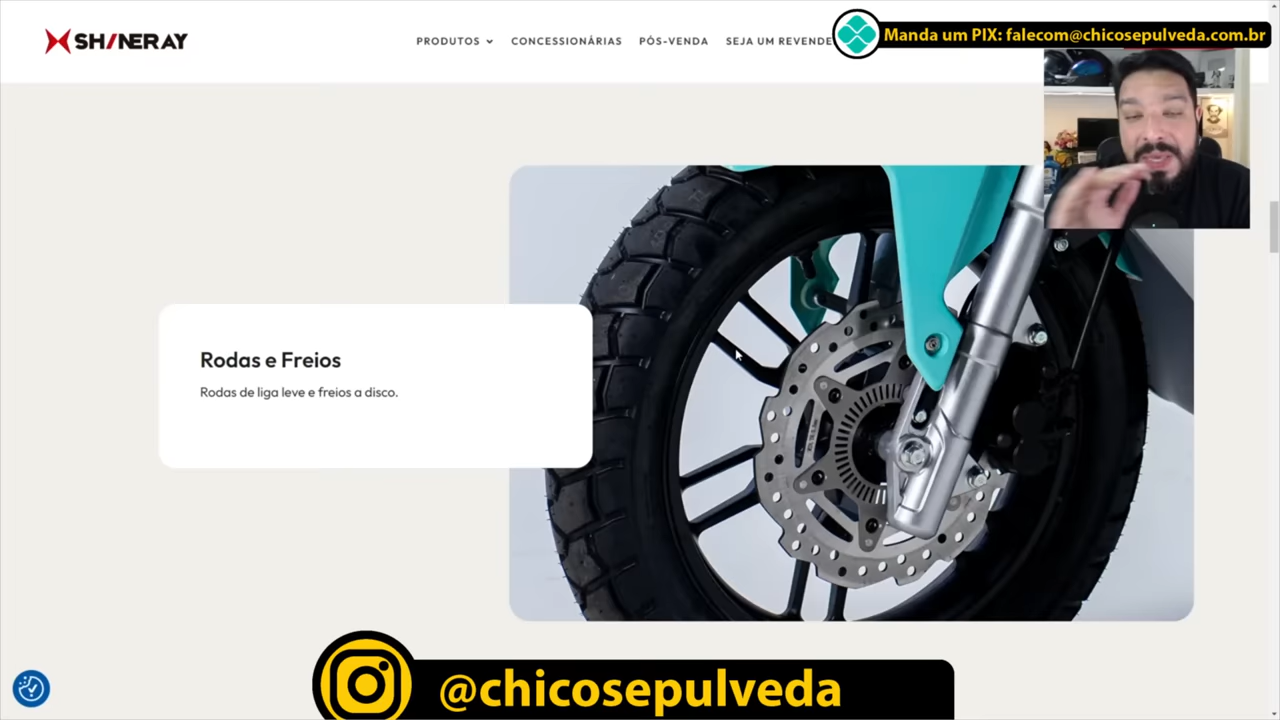 SHINERAY
PRODUTOS
CONCESSIONÁRIAS
PÓS-VENDA
SEJA UM REVENDE
Manda um PIX: falecom@chicosepulveda.com.br
Rodas e Freios
Rodas de liga leve e freios a disco.
@chicosepulveda